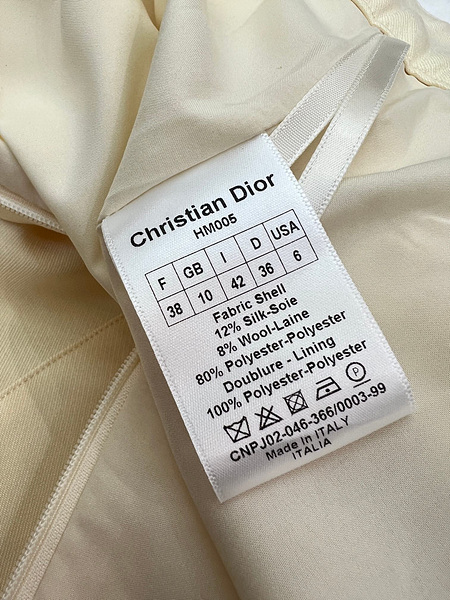 Christian Dior
HM005
F GB I D USA
38 10 42 36 6
Fabric Shell
12% Silk-Soie
8% Wool-Laine
80% Polyester-Polyester
Doublure - Lining
100% Polyester-Polyester
P
CNPJ02-046-366/0003-99
Made in ITALY
ITALIA